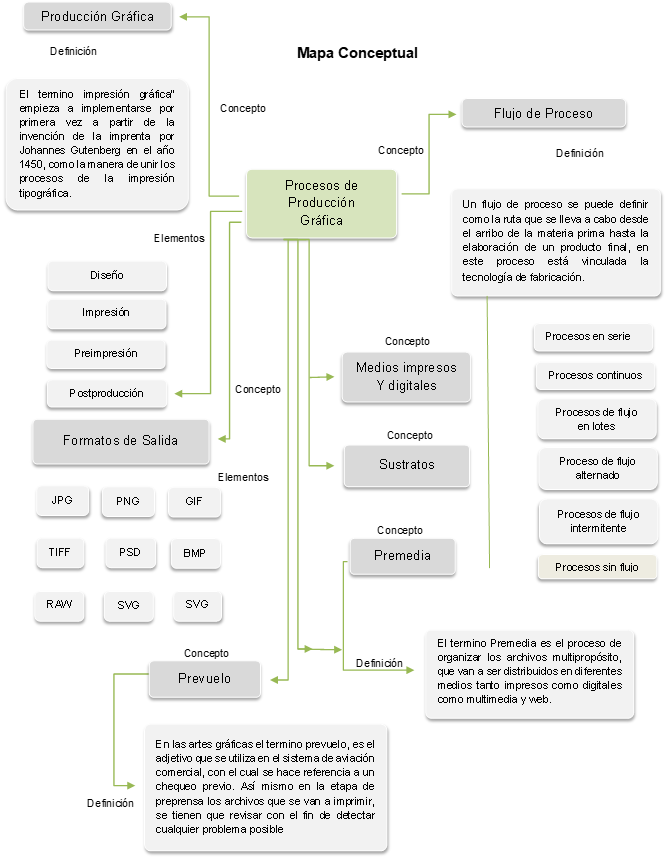 Producción Gráfica
Definición
Mapa Conceptual
El termino impresión gráfica"
empieza a implementarse por
primera vez a partir de la
invención de la imprenta por
Johannes Gutenberg en el año
1450, como la manera de unir los
procesos de la impresión
tipográfica.
Concepto
Flujo de Proceso
Concepto
Definición
Procesos de
Producción
Gráfica
Un flujo de proceso se puede definir
como la ruta que se lleva a cabo desde
el arribo de la materia prima hasta la
elaboración de un producto final, en
este proceso está vinculada la
tecnología de fabricación.
Elementos
Diseño
Impresión
Preimpresión
Postproducción
Concepto
Formatos de Salida
Elementos
JPG
PNG
GIF
TIFF
PSD
BMP
RAW
SVG
SVG
Concepto
Medios impresos
Y digitales
Concepto
Sustratos
Concepto
Premedia
Procesos en serie
Procesos continuos
Procesos de flujo
en lotes
Proceso de flujo
alternado
Procesos de flujo
intermitente
Procesos sin flujo
Definición
El termino Premedia es el proceso de
organizar los archivos multipropósito,
que van a ser distribuidos en diferentes
medios tanto impresos como digitales
como multimedia y web.
Concepto
Prevuelo
Definición
En las artes gráficas el termino prevuelo, es el
adjetivo que se utiliza en el sistema de aviación
comercial, con el cual se hace referencia a un
chequeo previo. Así mismo en la etapa de
preprensa los archivos que se van a imprimir,
se tienen que revisar con el fin de detectar
cualquier problema posible